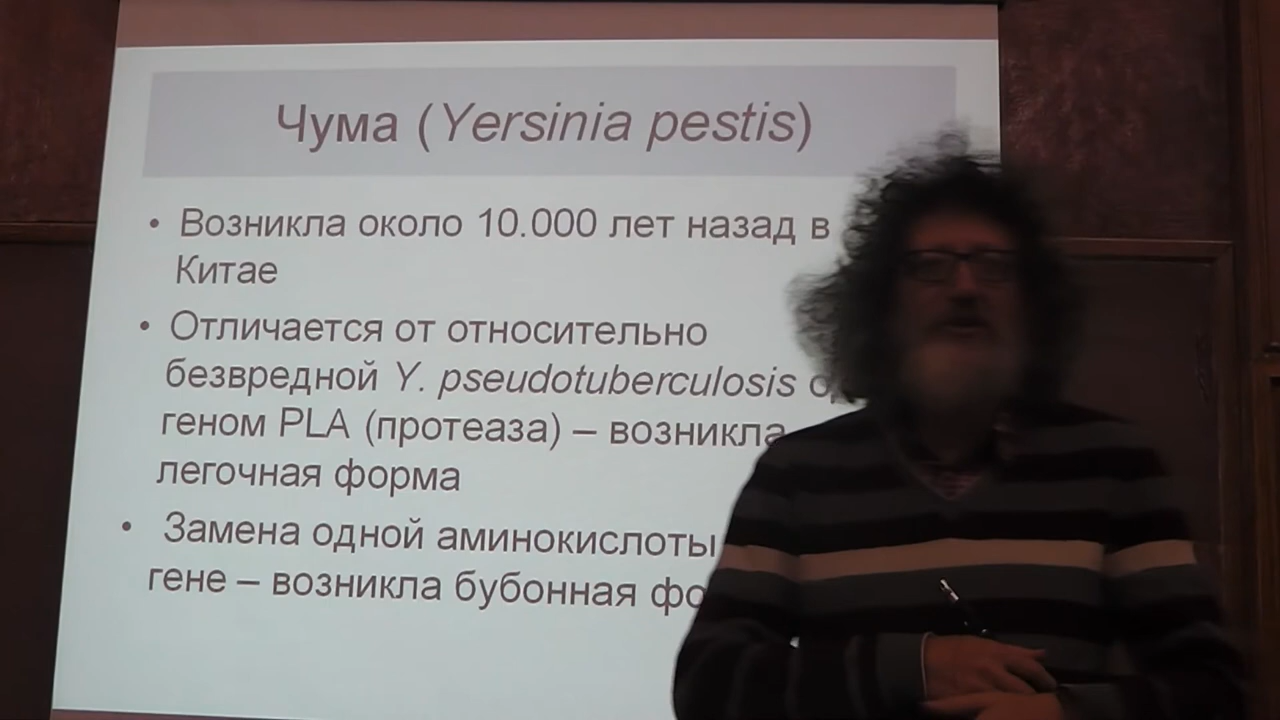 Чума (Yersinia pestis)
• Возникла около 10.000 лет назад в
Китае
• Отличается от относительно
безвредной Y. pseudotuberculosis
геном PLA (протеаза) – возникла
легочная форма
• Замена одной аминокислоты
гене – возникла бубонная